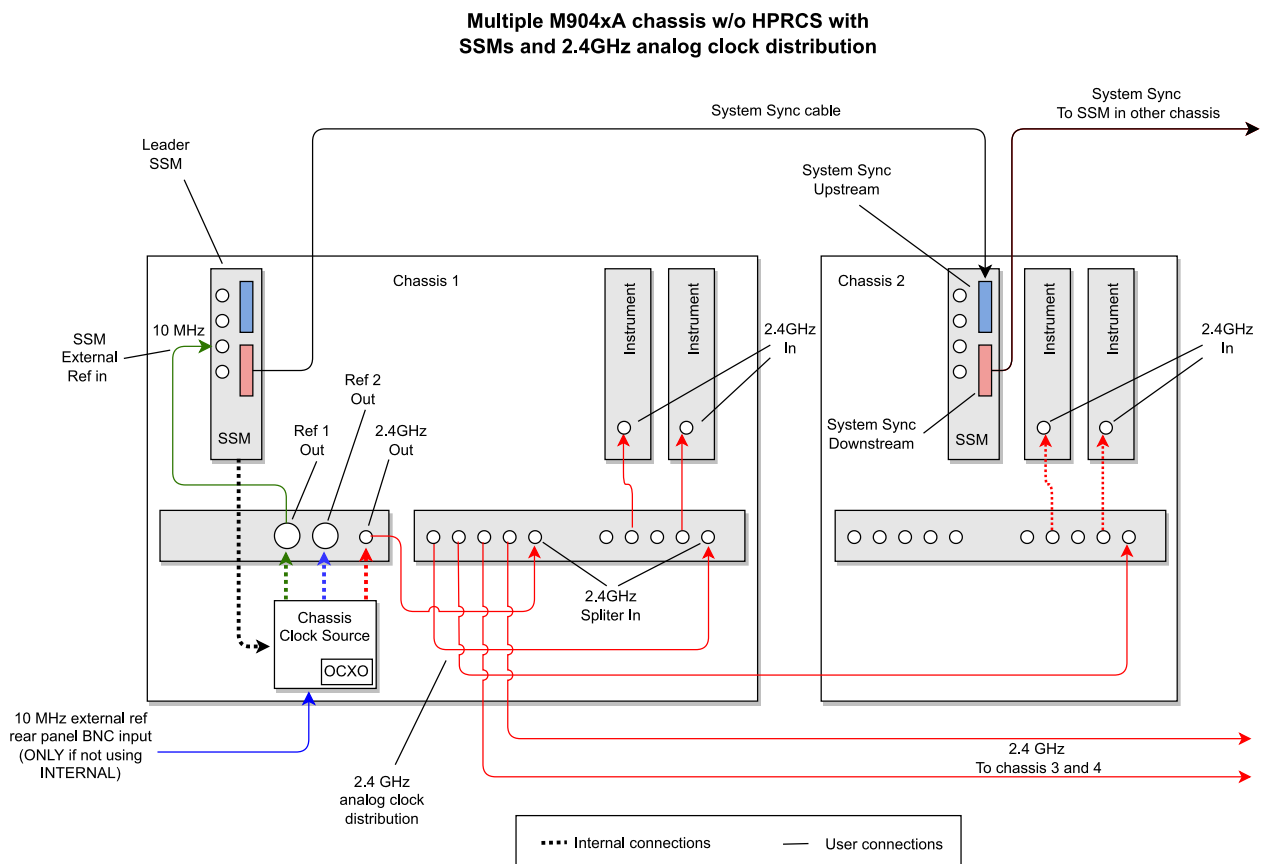 Multiple M904xA chassis w/o HPRCS with
SSMs and 2.4GHz analog clock distribution
System Sync cable
System Sync
To SSM in other chassis
Leader
SSM
System Sync
Upstream
Chassis 1
Chassis 2
Instrument
Instrument
Instrument
Instrument
10 MHz
SSM
External
Ref in
2.4GHz
In
2.4GHz
In
Ref 2
Out
Ref 1
Out
2.4GHz
Out
SSM
System Sync
Downstream
SSM
2.4GHz
Spliter In
Chassis
Clock Source
OCXO
10 MHz external ref
rear panel BNC input
(ONLY if not using
INTERNAL)
2.4 GHz
To chassis 3 and 4
2.4 GHz
analog clock
distribution
Internal connections
User connections